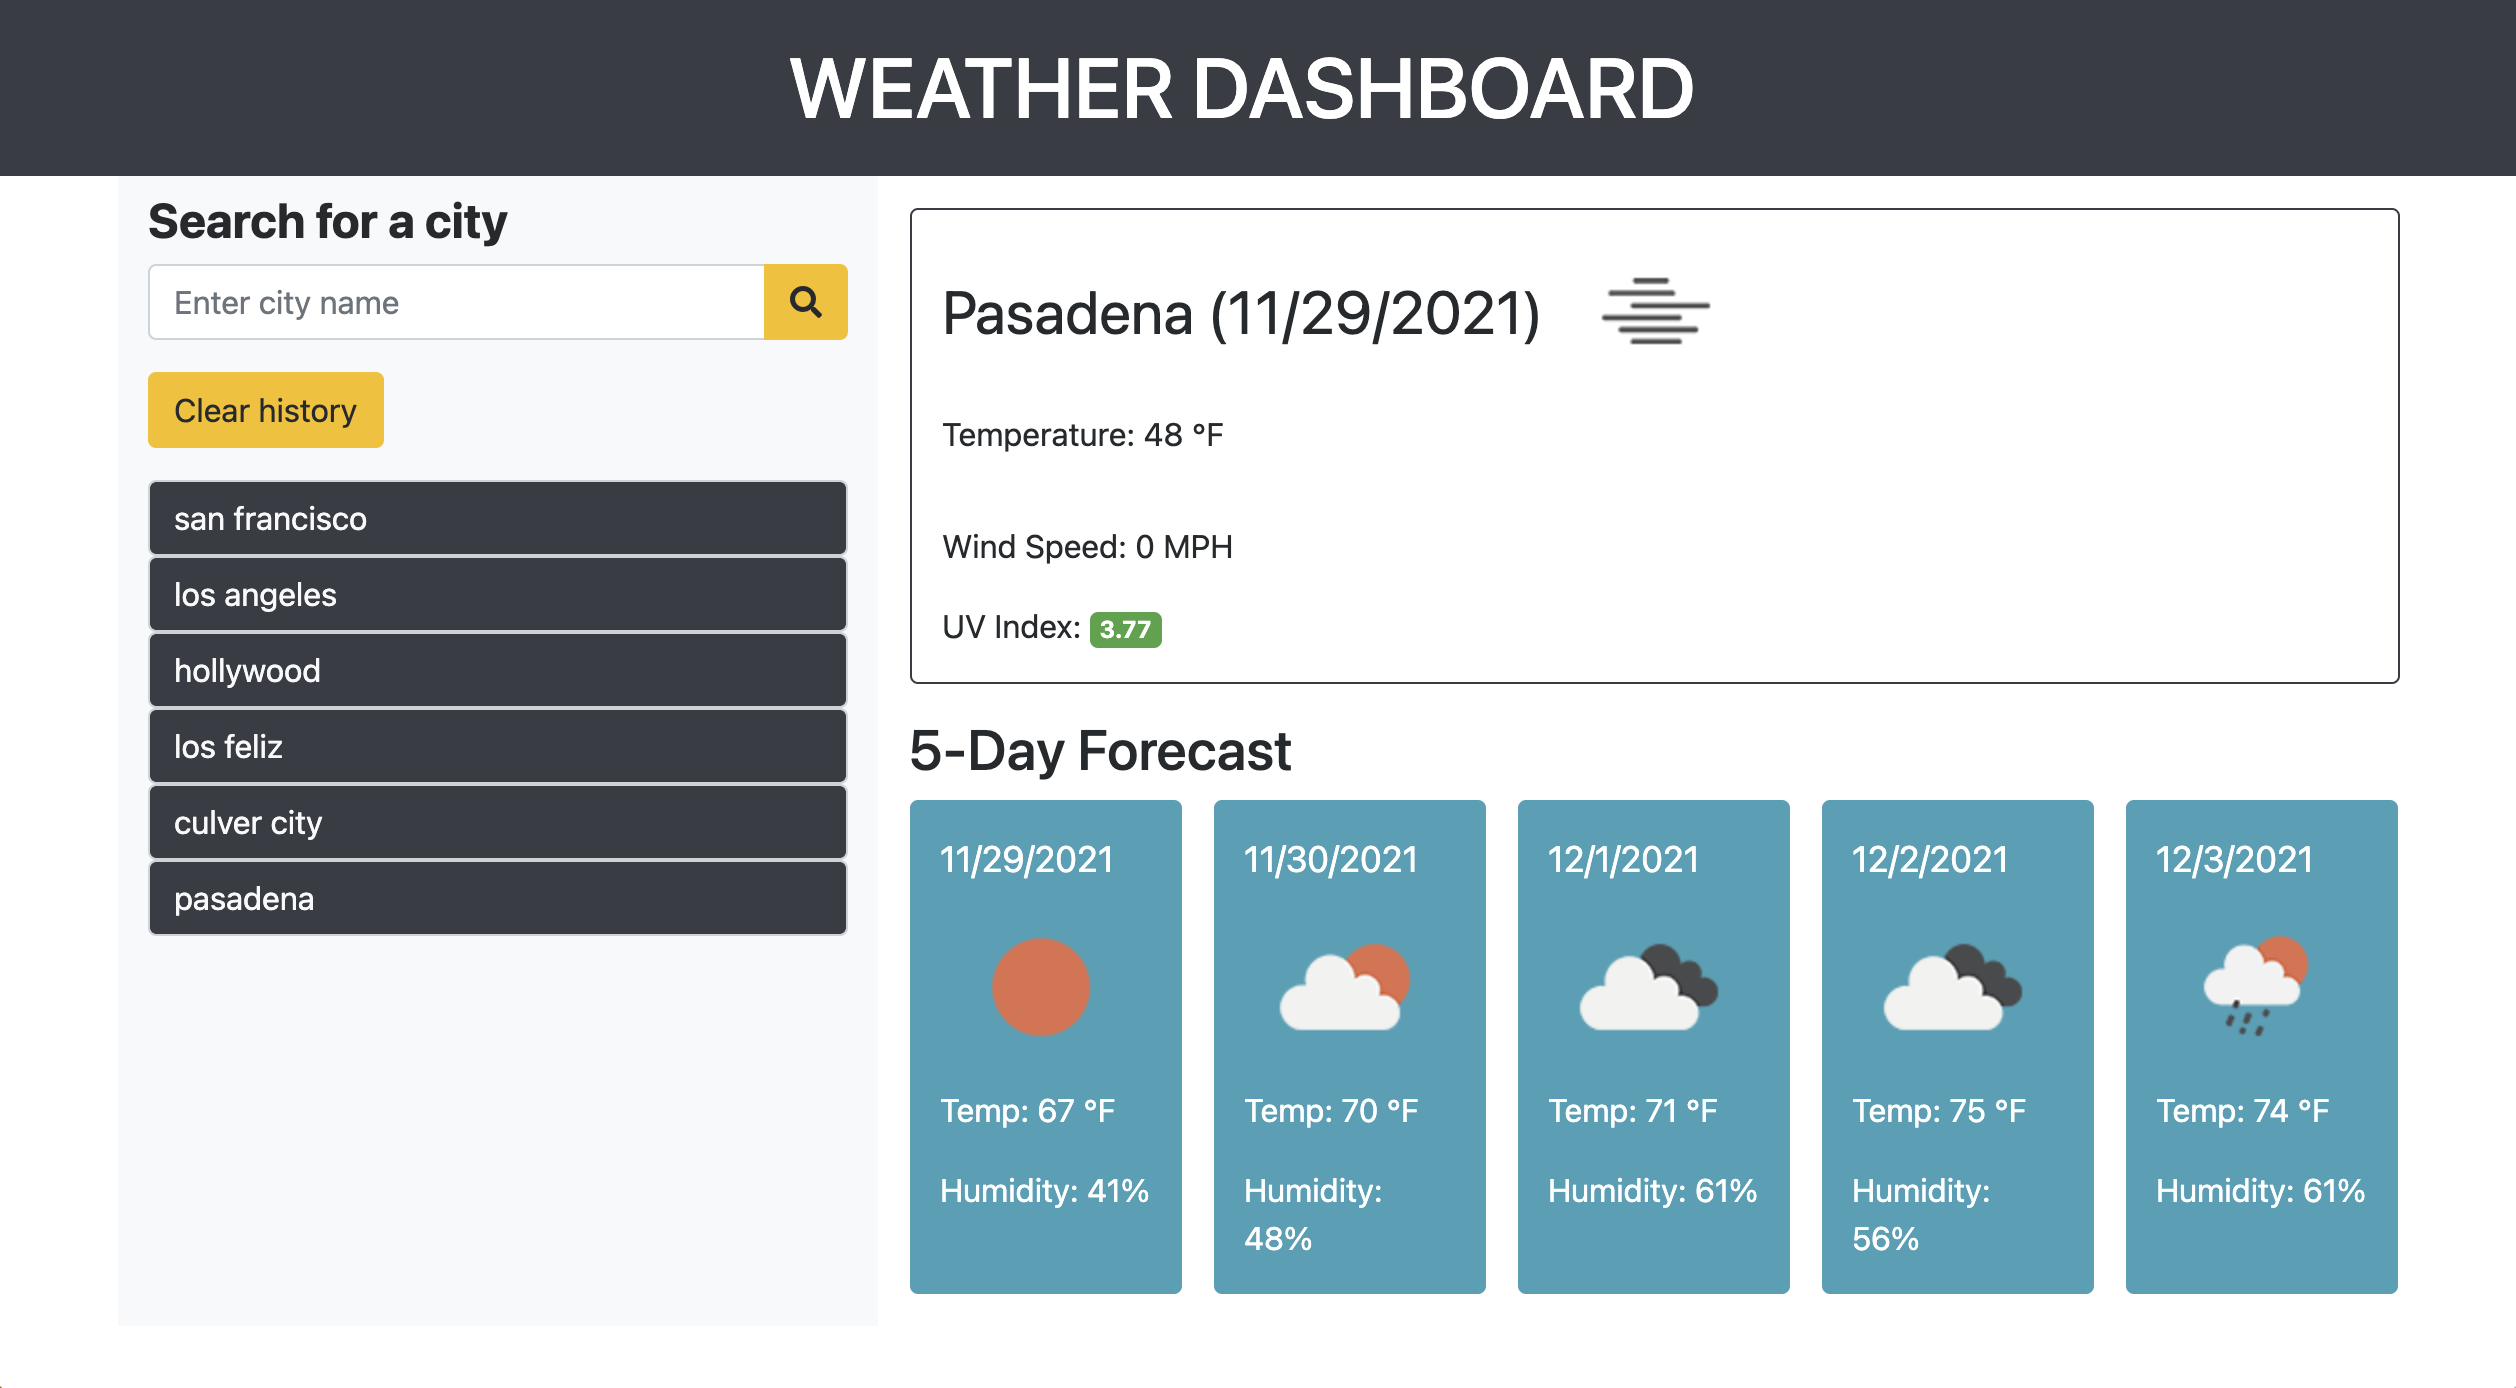 WEATHER DASHBOARD
Search for a city
Enter city name
Clear history
san francisco
los angeles
hollywood
los feliz
culver city
pasadena
Pasadena (11/29/2021)
Temperature: 48 °F
Wind Speed: 0 MPH
UV Index: 3.77
5-Day Forecast
11/29/2021
Temp: 67 °F
Humidity: 41%
11/30/2021
Temp: 70 °F
Humidity:
48%
12/1/2021
Temp: 71 °F
Humidity: 61%
12/2/2021
Temp: 75 °F
Humidity:
56%
12/3/2021
Temp: 74 °F
Humidity: 61%